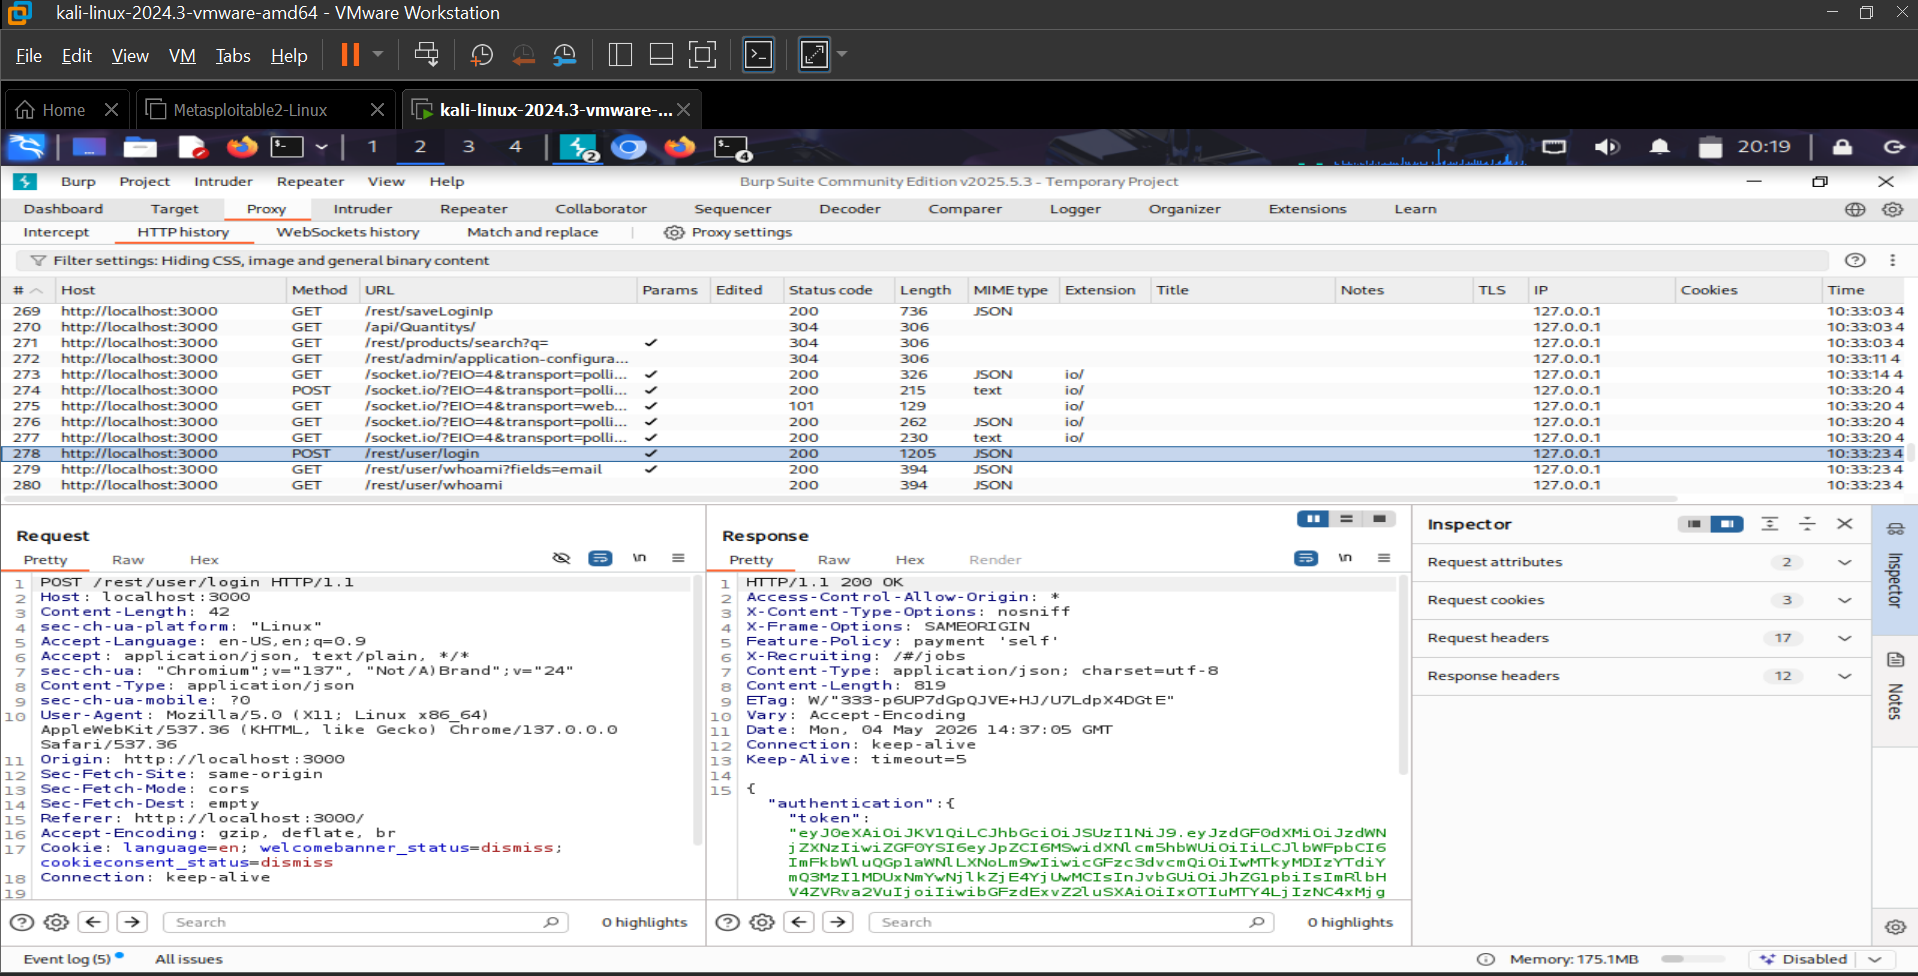 kali-linux-2024.3-vmware-amd64 - VMware Workstation
File Edit View VM Tabs Help
Home Metasploitable2-Linux kali-linux-2024.3-vmware-...
1 2 3 4 2 4 20:19
Burp Project Intruder Repeater View Help Burp Suite Community Edition v2025.5.3 - Temporary Project
Dashboard Target Proxy Intruder Repeater Collaborator Sequencer Decoder Comparer Logger Organizer Extensions Learn
Intercept HTTP history WebSockets history Match and replace Proxy settings
Filter settings: Hiding CSS, image and general binary content
# Host Method URL Params Edited Status code Length MIME type Extension Title Notes TLS IP Cookies Time
269 http://localhost:3000 GET /rest/saveLoginIp 200 736 JSON 127.0.0.1 10:33:03 4
270 http://localhost:3000 GET /api/Quantitys/ 304 306 127.0.0.1 10:33:03 4
271 http://localhost:3000 GET /rest/products/search?q= ✓ 304 306 127.0.0.1 10:33:03 4
272 http://localhost:3000 GET /rest/admin/application-configura... 304 306 127.0.0.1 10:33:11 4
273 http://localhost:3000 GET /socket.io/?EIO=4&transport=polli... ✓ 200 326 JSON io/ 127.0.0.1 10:33:14 4
274 http://localhost:3000 POST /socket.io/?EIO=4&transport=polli... ✓ 200 215 text io/ 127.0.0.1 10:33:20 4
275 http://localhost:3000 GET /socket.io/?EIO=4&transport=web... ✓ 101 129 io/ 127.0.0.1 10:33:20 4
276 http://localhost:3000 GET /socket.io/?EIO=4&transport=polli... ✓ 200 262 JSON io/ 127.0.0.1 10:33:20 4
277 http://localhost:3000 GET /socket.io/?EIO=4&transport=polli... ✓ 200 230 text io/ 127.0.0.1 10:33:20 4
278 http://localhost:3000 POST /rest/user/login ✓ 200 1205 JSON 127.0.0.1 10:33:23 4
279 http://localhost:3000 GET /rest/user/whoami?fields=email ✓ 200 394 JSON 127.0.0.1 10:33:23 4
280 http://localhost:3000 GET /rest/user/whoami 200 394 JSON 127.0.0.1 10:33:23 4
Request
Pretty Raw Hex \n
1 POST /rest/user/login HTTP/1.1
2 Host: localhost:3000
3 Content-Length: 42
4 sec-ch-ua-platform: "Linux"
5 Accept-Language: en-US,en;q=0.9
6 Accept: application/json, text/plain, */*
7 sec-ch-ua: "Chromium";v="137", "Not/A)Brand";v="24"
8 Content-Type: application/json
9 sec-ch-ua-mobile: ?0
10 User-Agent: Mozilla/5.0 (X11; Linux x86_64)
AppleWebKit/537.36 (KHTML, like Gecko) Chrome/137.0.0.0
Safari/537.36
11 Origin: http://localhost:3000
12 Sec-Fetch-Site: same-origin
13 Sec-Fetch-Mode: cors
14 Sec-Fetch-Dest: empty
15 Referer: http://localhost:3000/
16 Accept-Encoding: gzip, deflate, br
17 Cookie: language=en; welcomebanner_status=dismiss;
cookieconsent_status=dismiss
18 Connection: keep-alive
19
Search 0 highlights
Response
Pretty Raw Hex Render \n
1 HTTP/1.1 200 OK
2 Access-Control-Allow-Origin: *
3 X-Content-Type-Options: nosniff
4 X-Frame-Options: SAMEORIGIN
5 Feature-Policy: payment 'self'
6 X-Recruiting: /#/jobs
7 Content-Type: application/json; charset=utf-8
8 Content-Length: 819
9 ETag: W/"333-p6UP7dGpQJVE+HJ/U7LdpX4DGtE"
10 Vary: Accept-Encoding
11 Date: Mon, 04 May 2026 14:37:05 GMT
12 Connection: keep-alive
13 Keep-Alive: timeout=5
14
15 {
"authentication":{
"token":
"eyJ0eXAiOiJKV1QiLCJhbGciOiJSUzI1NiJ9.eyJzdGF0dXMiOiJzdWN
jZXNzIiwiZGF0YSI6eyJpZCI6MSwidXNlcm5hbWUiOiIiLCJlbWFpbCI6
ImFkbWluQGp1aWNlLXNoLm9wIiwicGFzc3dvcmQiOiIwMTkyMDIzYTdiY
mQ3MzI1MDUxNmYwNjlkZjE4YjUwMCIsInJvbGUiOiJhZG1pbiIsImRlbH
V4ZVRva2VuIjoiIiwibGFzdExvZ2luSXAiOiIxOTIuMTY4LjIzNC4xMjg
Search 0 highlights
Inspector
Request attributes 2
Request cookies 3
Request headers 17
Response headers 12
Inspector
Notes
Event log (5) All issues Memory: 175.1MB Disabled